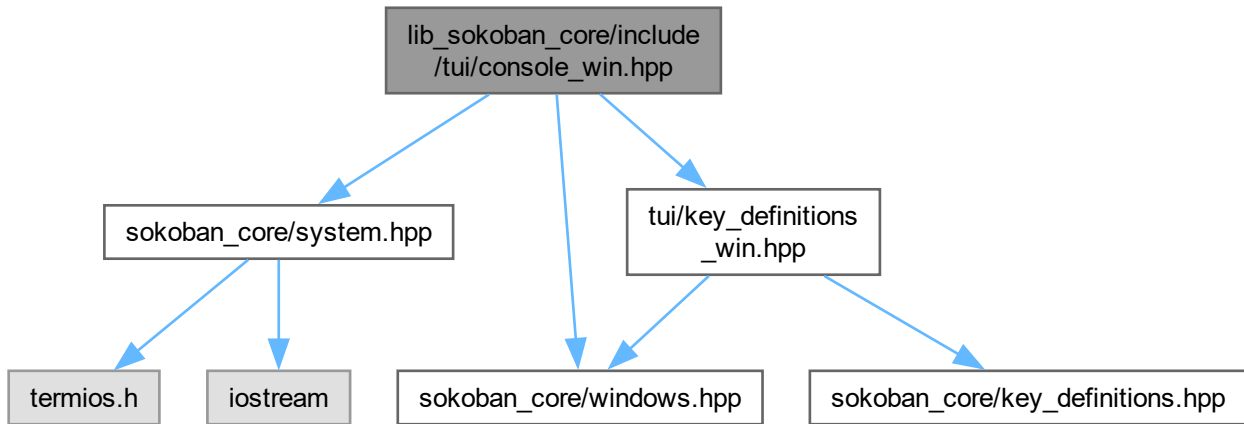 lib_sokoban_core/include
/tui/console_win.hpp
sokoban_core/system.hpp
tui/key_definitions
_win.hpp
termios.h
iostream
sokoban_core/windows.hpp
sokoban_core/key_definitions.hpp